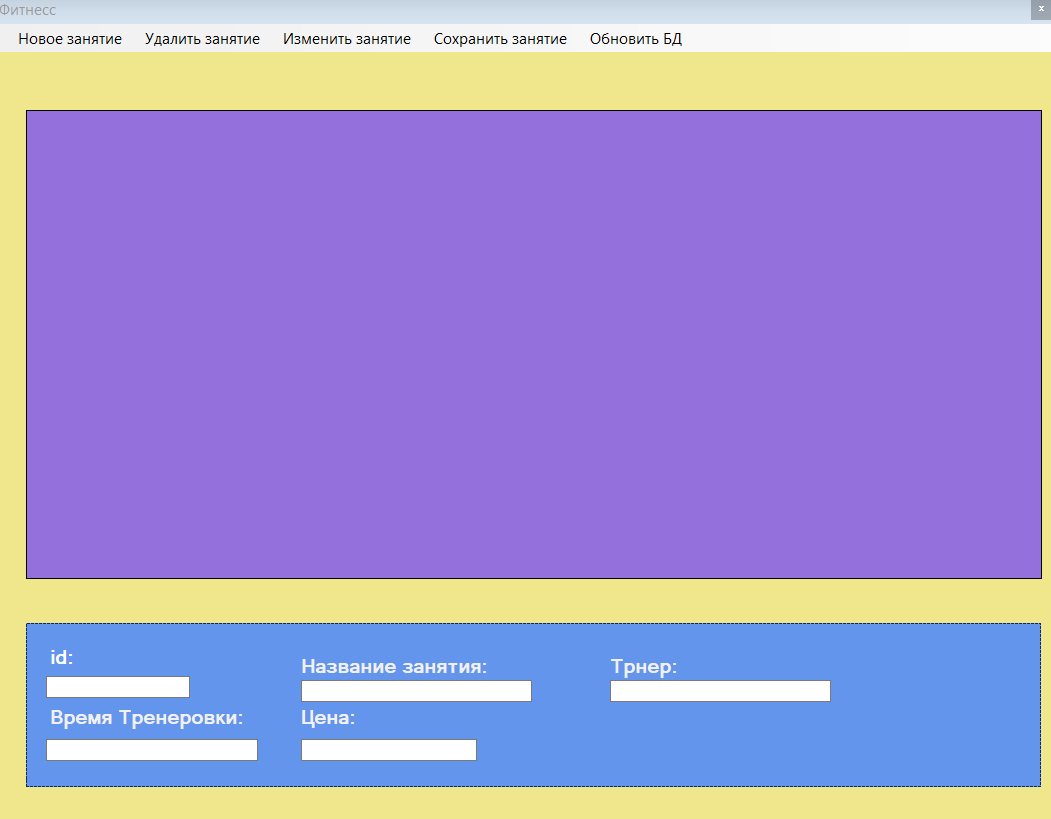 Фитнесс
x
Новое занятие Удалить занятие Изменить занятие Сохранить занятие Обновить БД
id:
Название занятия: Трнер:
Время Тренеровки: Цена: